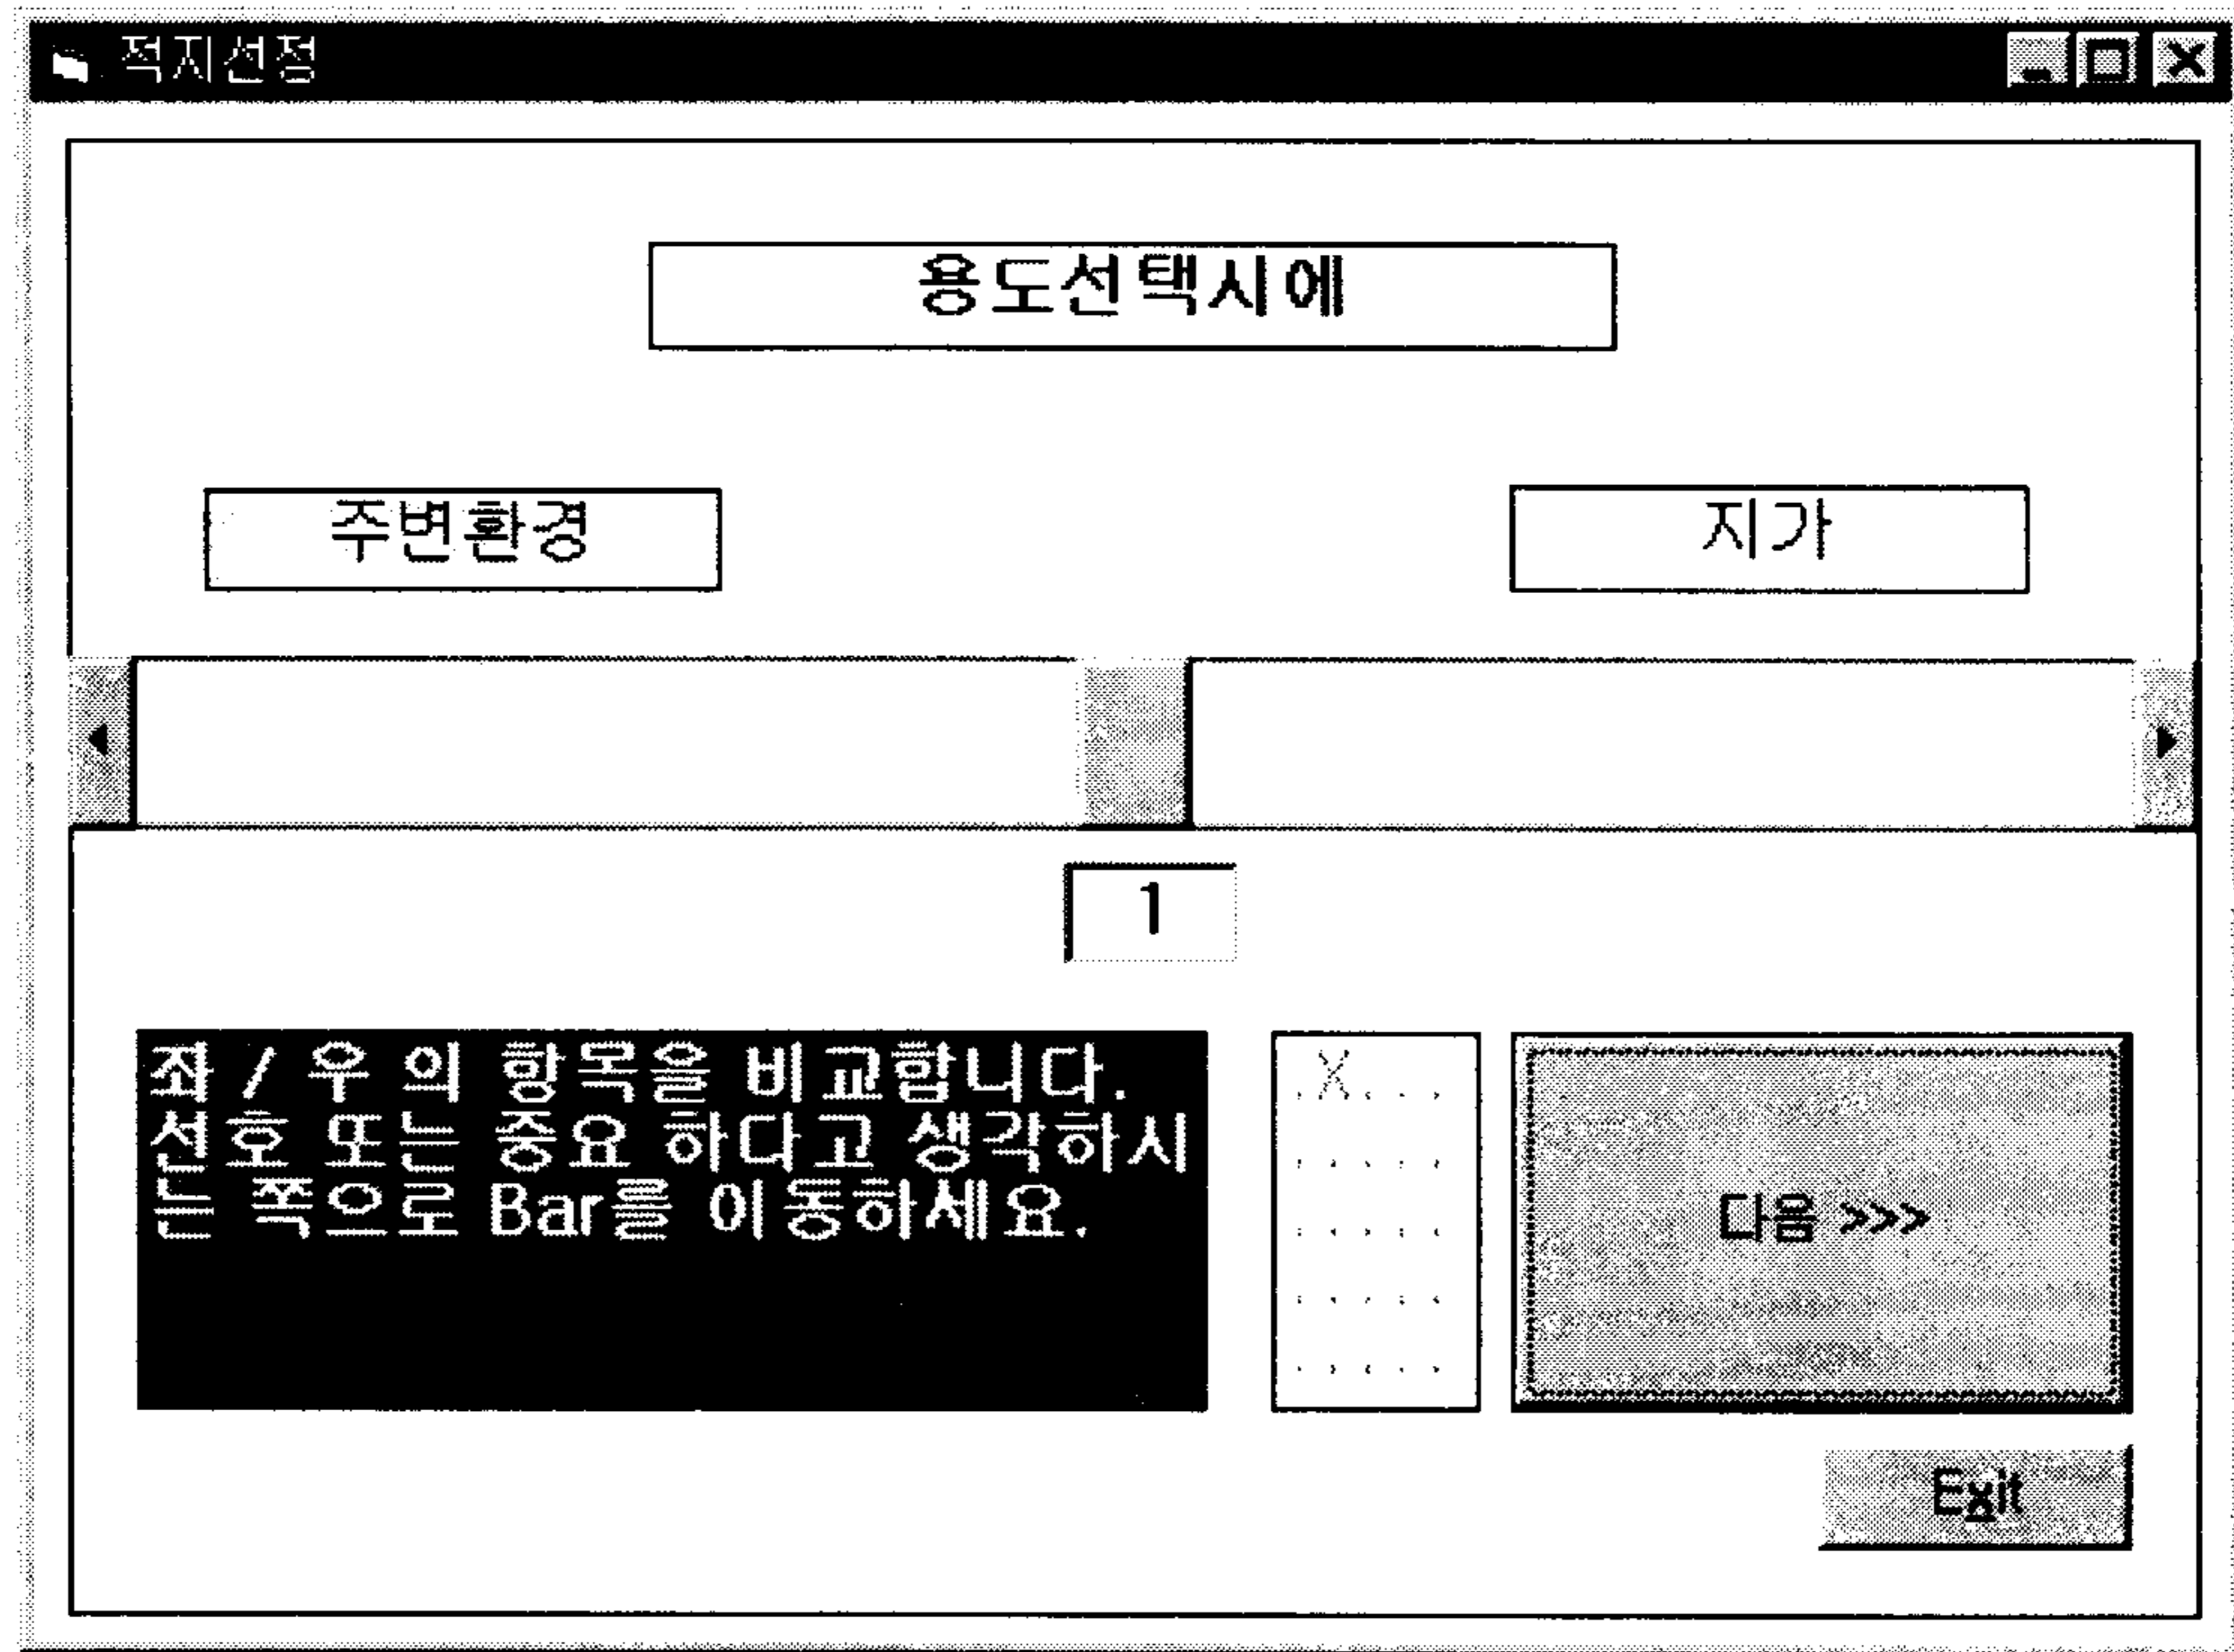 적지선정
용도선택시에
주변환경
지가
1
좌 / 우 의 항목을 비교합니다.
선호 또는 중요 하다고 생각하시
는 쪽으로 Bar를 이동하세요.
X
다음 >>>
Exit